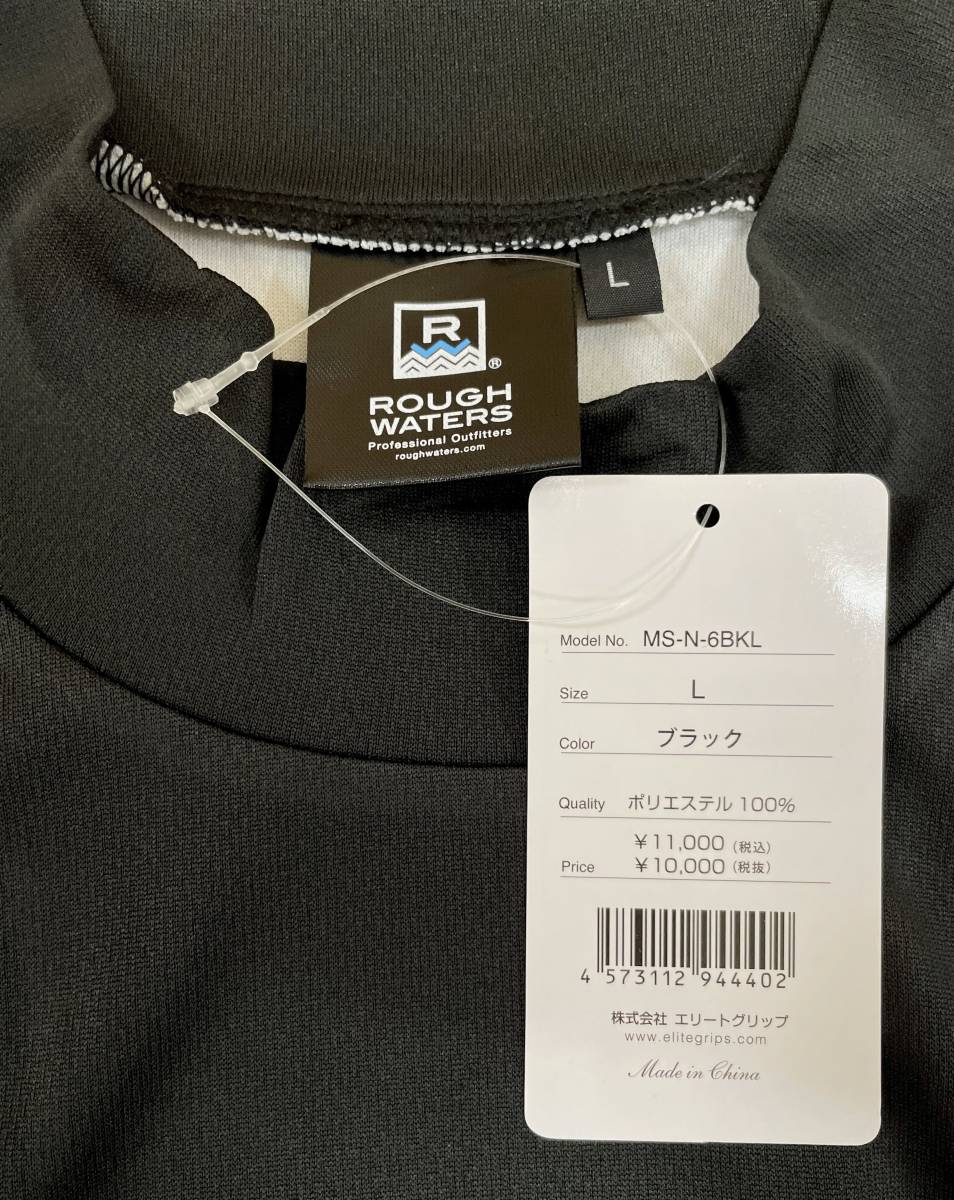 L
R
®
ROUGH
WATERS
Professional Outfitters
roughwaters.com
Model No. MS-N-6BKL
Size L
Color ブラック
Quality ポリエステル 100%
￥11,000 (税込)
Price ￥10,000 (税抜)
4 573112 944402
株式会社 エリートグリップ
www.elitegrips.com
Made in China